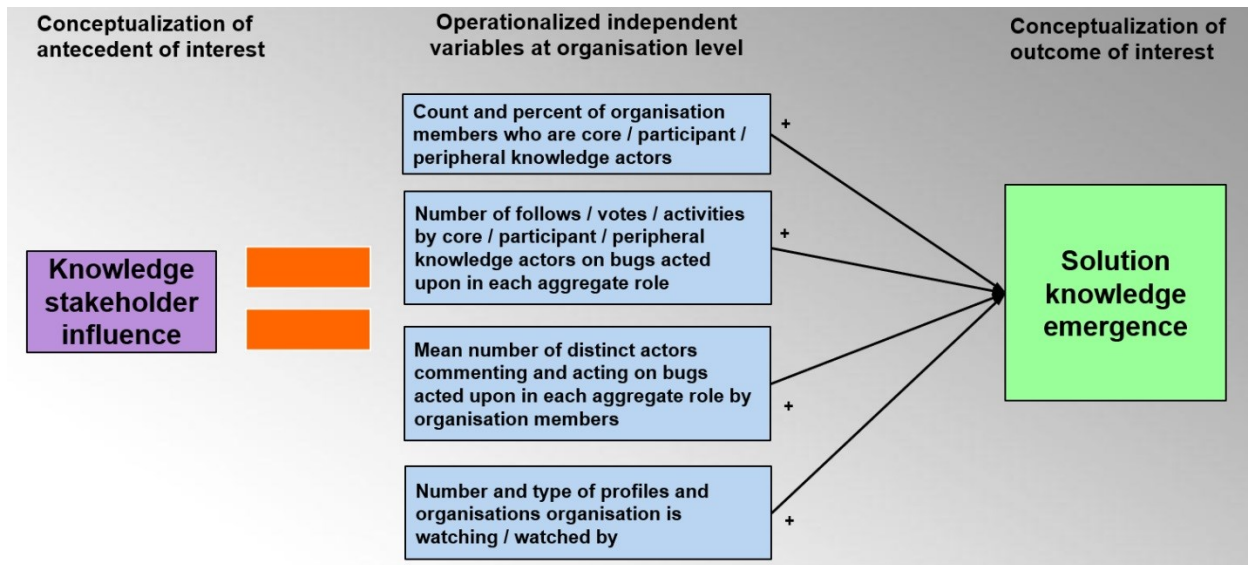 Conceptualization of
antecedent of interest
Operationalized independent
variables at organisation level
Conceptualization of
outcome of interest
Count and percent of organisation
members who are core / participant /
peripheral knowledge actors
+
Number of follows / votes / activities
by core / participant / peripheral
knowledge actors on bugs acted
upon in each aggregate role
+
Knowledge
stakeholder
influence
Solution
knowledge
emergence
Mean number of distinct actors
commenting and acting on bugs
acted upon in each aggregate role by
organisation members
+
Number and type of profiles and
organisations organisation is
watching / watched by
+